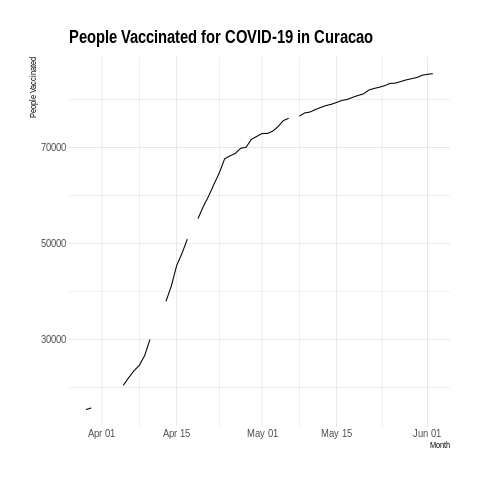 People Vaccinated for COVID-19 in Curacao
People Vaccinated
70000
50000
30000
Apr 01
Apr 15
May 01
May 15
Jun 01
Month